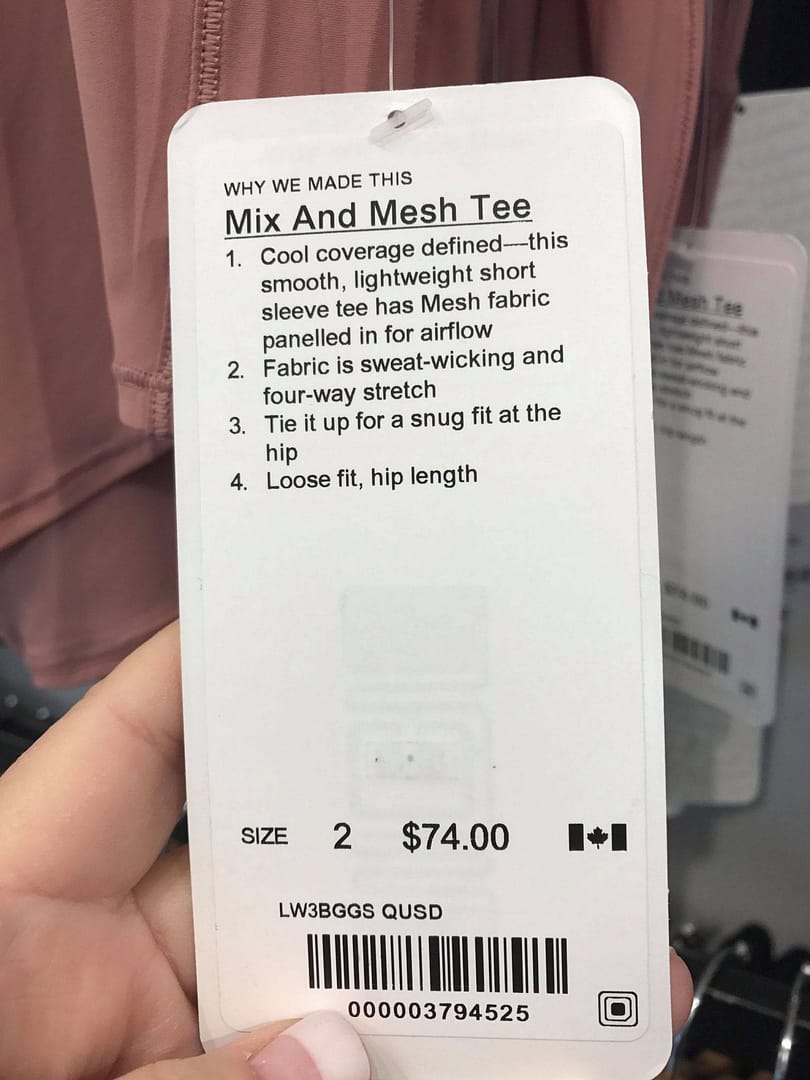 WHY WE MADE THIS
Mix And Mesh Tee
1. Cool coverage defined—this
smooth, lightweight short
sleeve tee has Mesh fabric
panelled in for airflow
2. Fabric is sweat-wicking and
four-way stretch
3. Tie it up for a snug fit at the
hip
4. Loose fit, hip length
SIZE 2 $74.00
LW3BGGS QUSD
000003794525
Mesh Tee